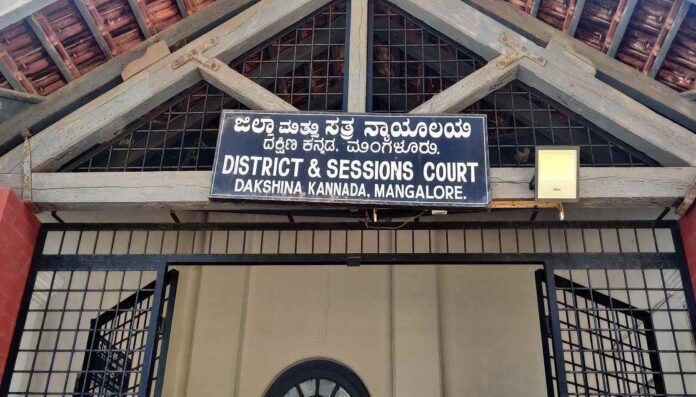 ಜಿಲ್ಲಾ ಮತ್ತು ಸತ್ರ ನ್ಯಾಯಾಲಯ
ದಕ್ಷಿಣ ಕನ್ನಡ, ಮಂಗಳೂರು.
DISTRICT & SESSIONS COURT
DAKSHINA KANNADA, MANGALORE.